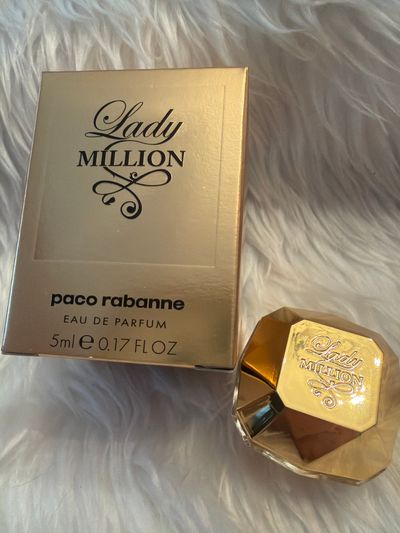 Lady
MILLION
paco rabanne
EAU DE PARFUM
5ml ℮ 0.17 FL OZ
Lady
MILLION